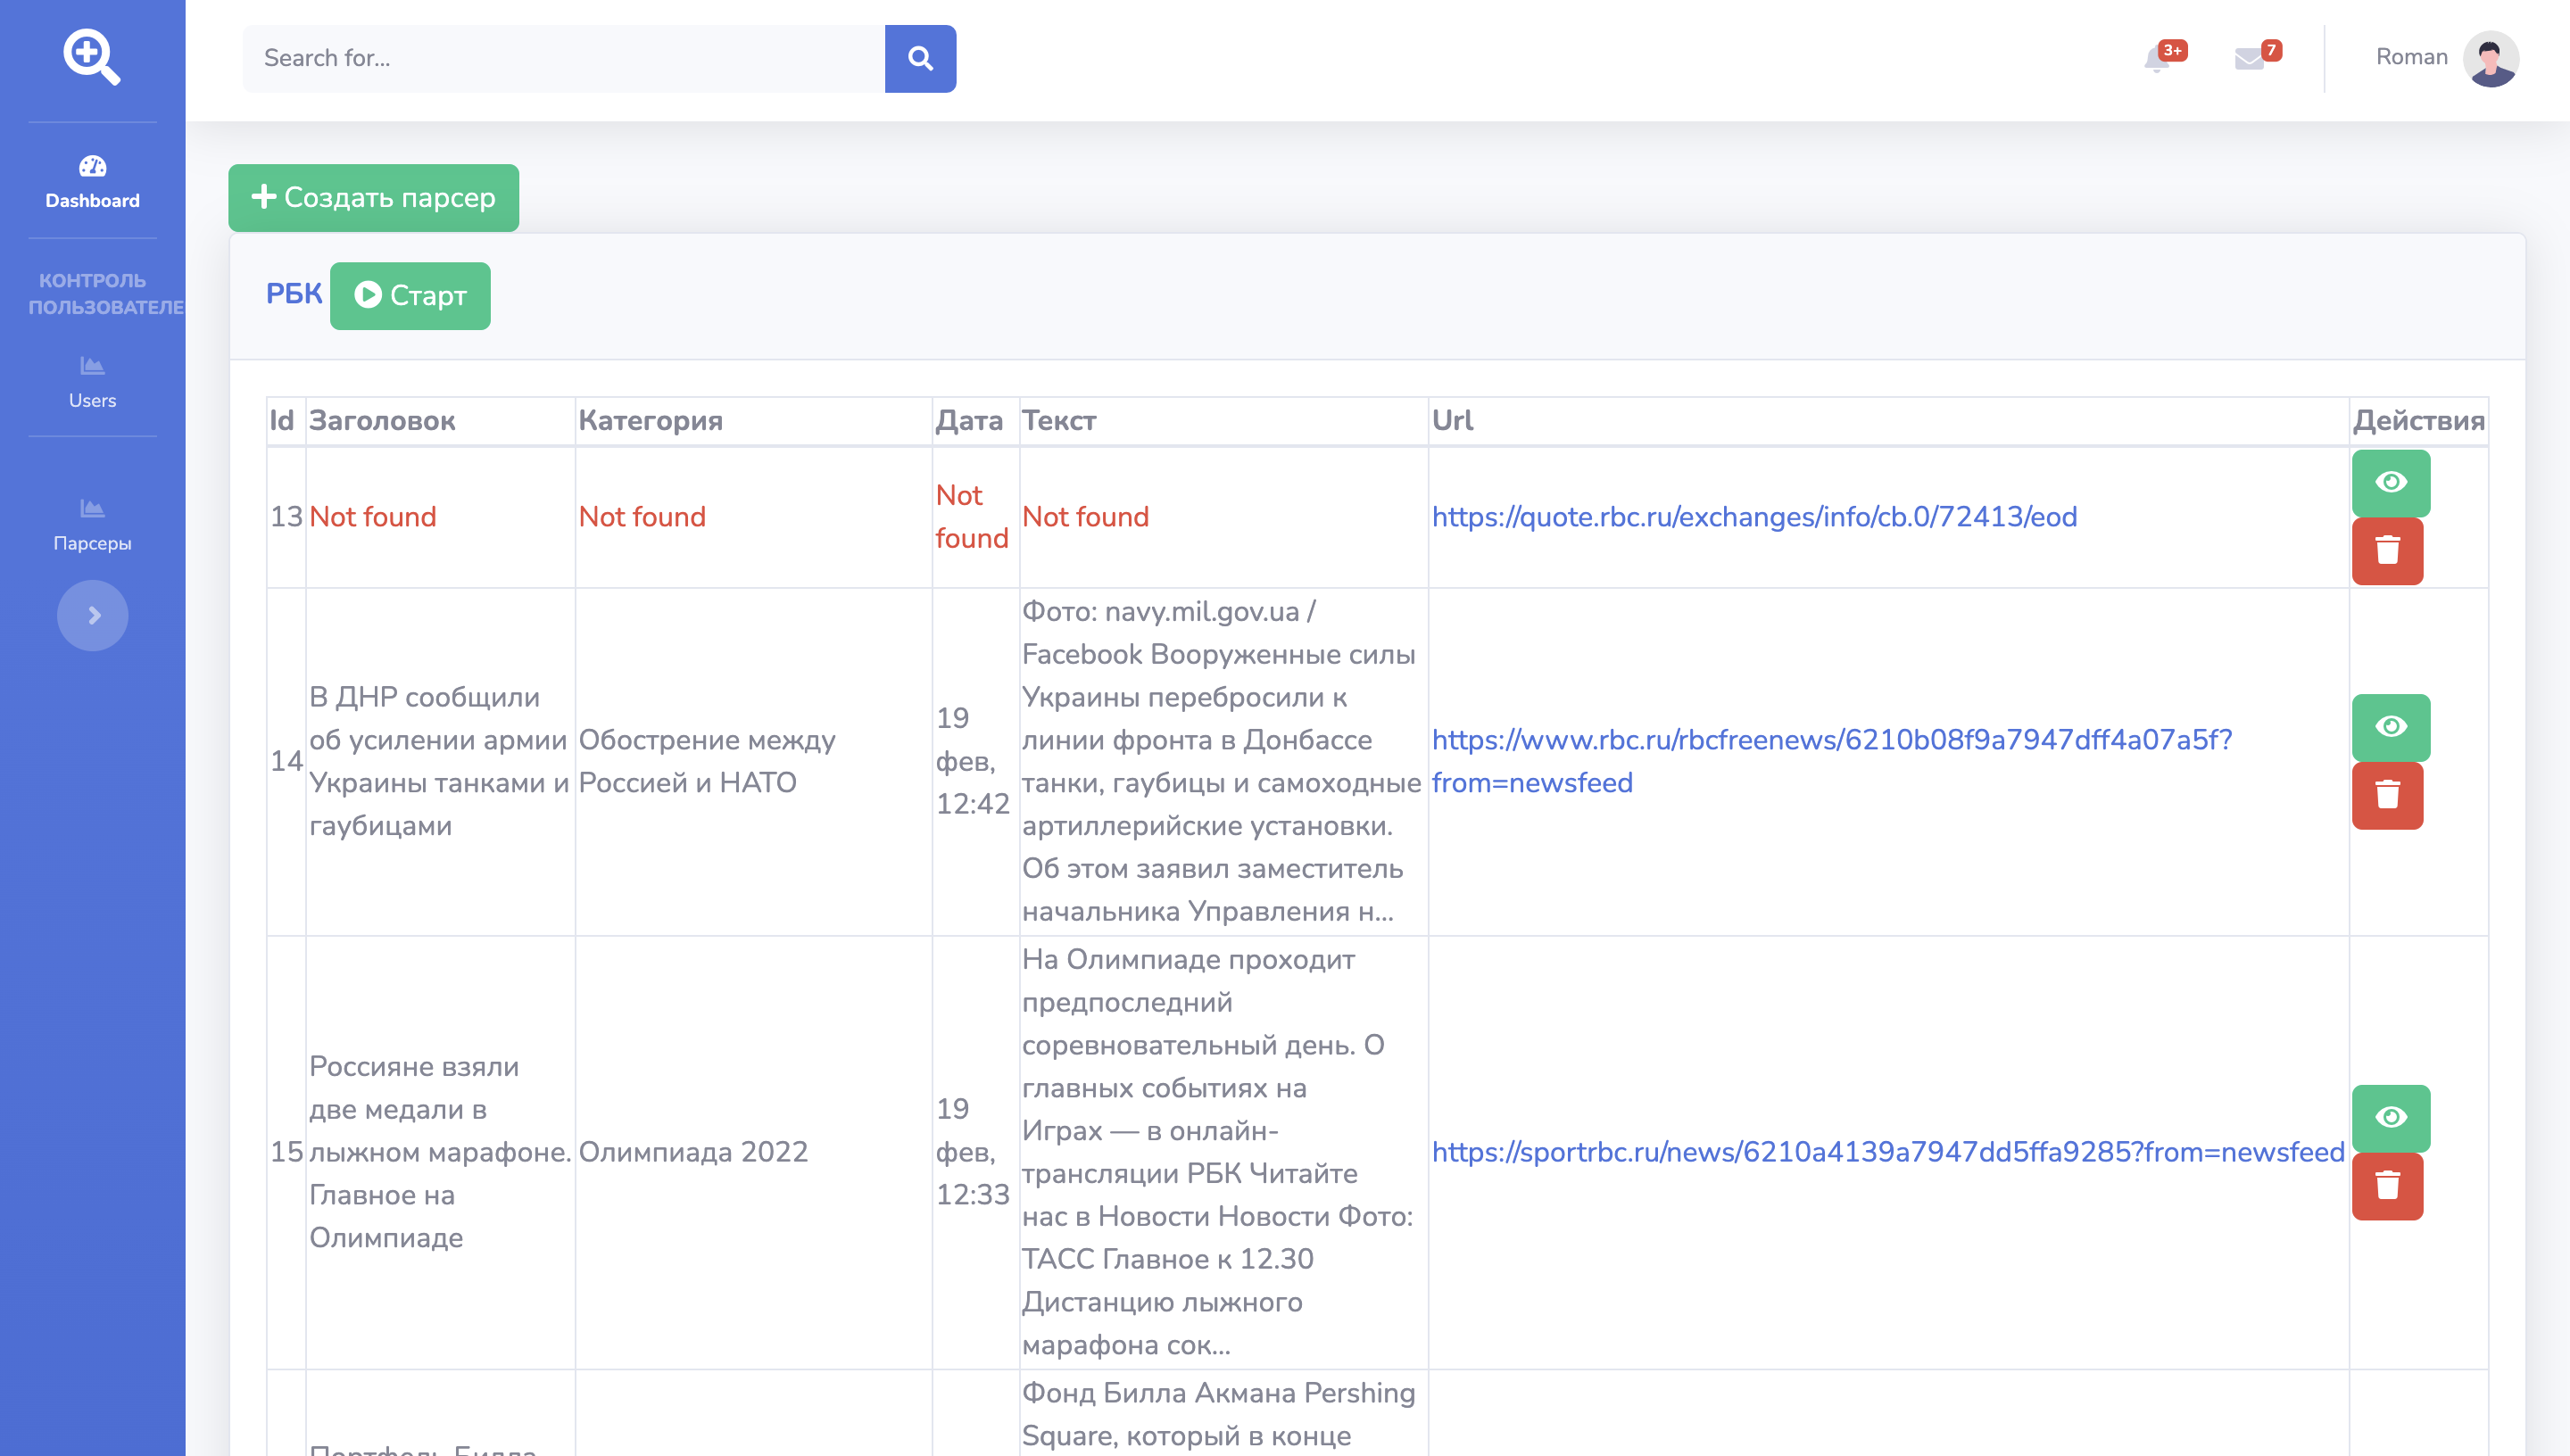 Search for...
3+
7
Roman
Dashboard
КОНТРОЛЬ
ПОЛЬЗОВАТЕЛЕ
Users
Парсеры
Создать парсер
РБК
Старт
Id Заголовок Категория Дата Текст Url Действия
13 Not found Not found Not found Not found https://quote.rbc.ru/exchanges/info/cb.0/72413/eod
14
В ДНР сообщили
об усилении армии
Украины танками и
гаубицами
Обострение между
Россией и НАТО
19
фев,
12:42
Фото: navy.mil.gov.ua /
Facebook Вооруженные силы
Украины перебросили к
линии фронта в Донбассе
танки, гаубицы и самоходные
артиллерийские установки.
Об этом заявил заместитель
начальника Управления н...
https://www.rbc.ru/rbcfreenews/6210b08f9a7947dff4a07a5f?
from=newsfeed
15
Россияне взяли
две медали в
лыжном марафоне.
Главное на
Олимпиаде
Олимпиада 2022
19
фев,
12:33
На Олимпиаде проходит
предпоследний
соревновательный день. О
главных событиях на
Играх — в онлайн-
трансляции РБК Читайте
нас в Новости Новости Фото:
ТАСС Главное к 12.30
Дистанцию лыжного
марафона сок...
https://sportrbc.ru/news/6210a4139a7947dd5ffa9285?from=newsfeed
Портфель Билла
Фонд Билла Акмана Pershing
Square, который в конце